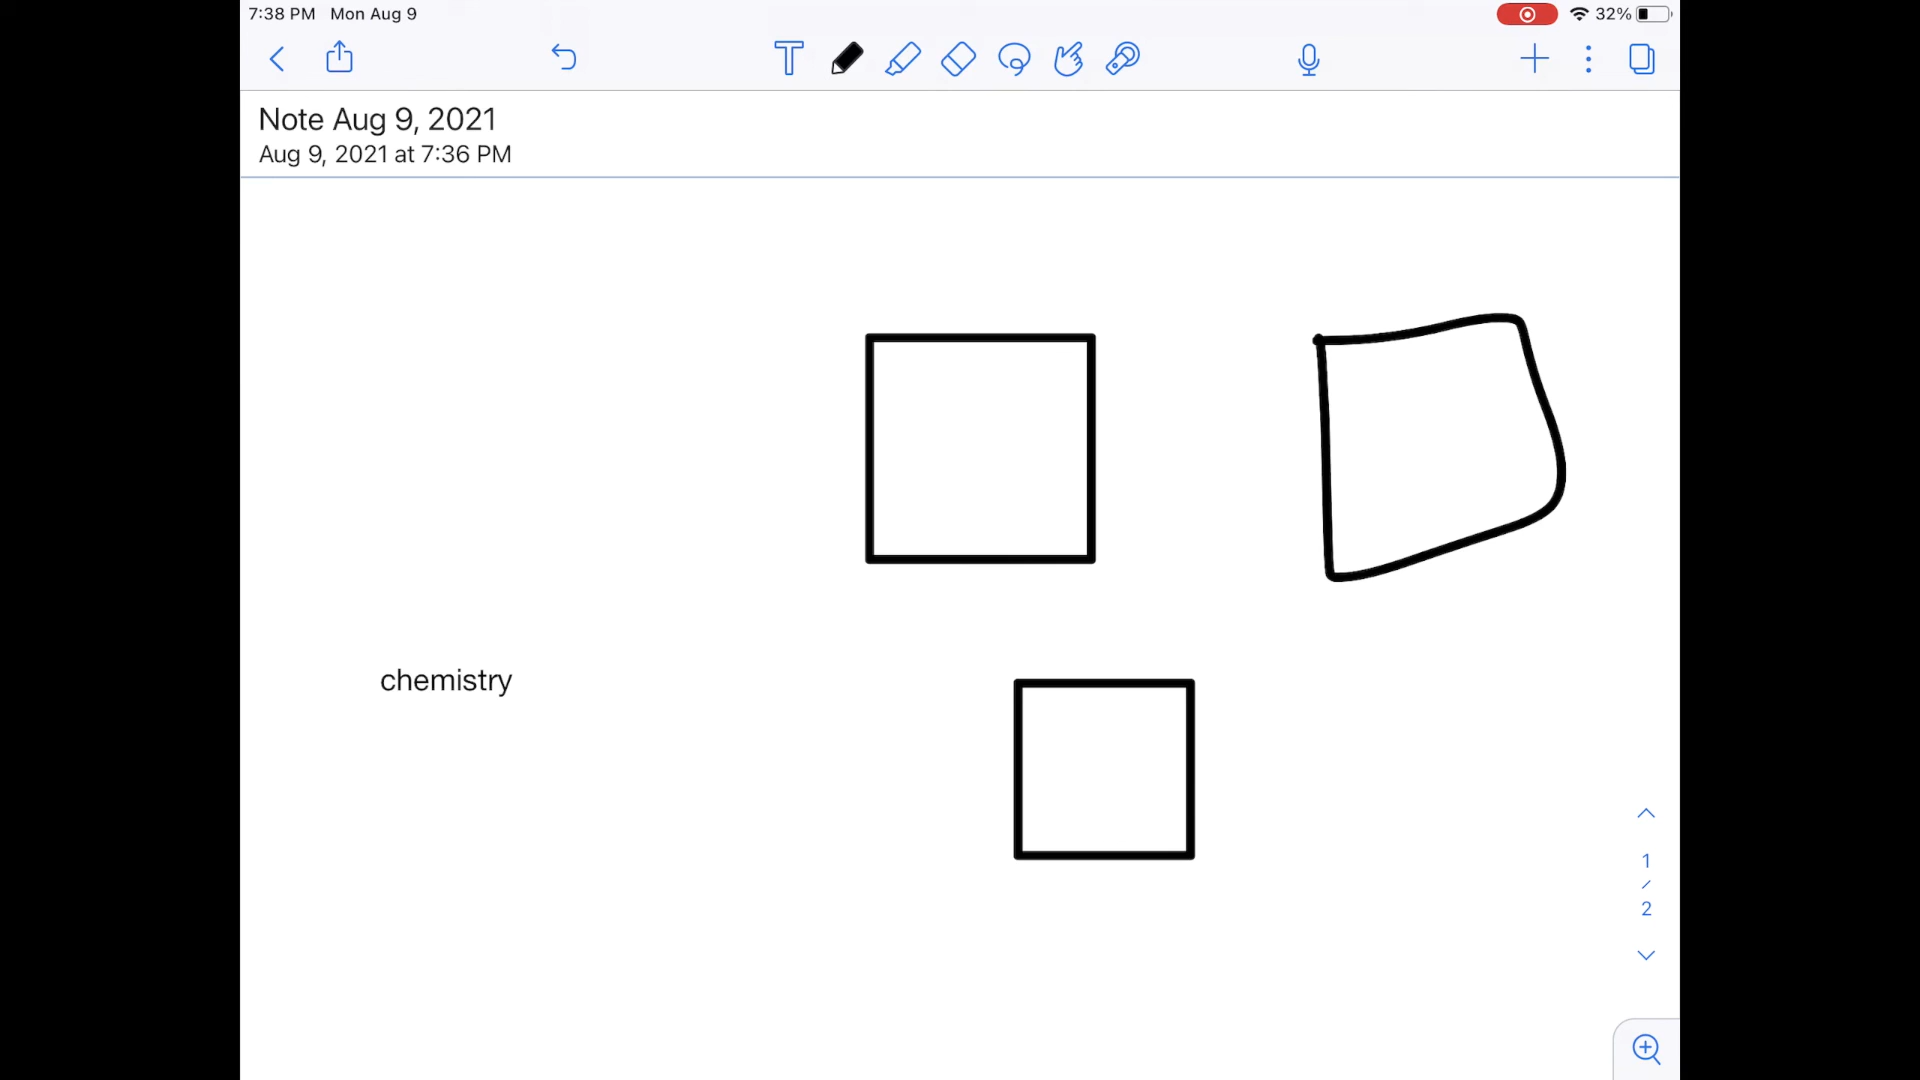 7:38 PM Mon Aug 9
32%
Note Aug 9, 2021
Aug 9, 2021 at 7:36 PM
chemistry
1
/
2